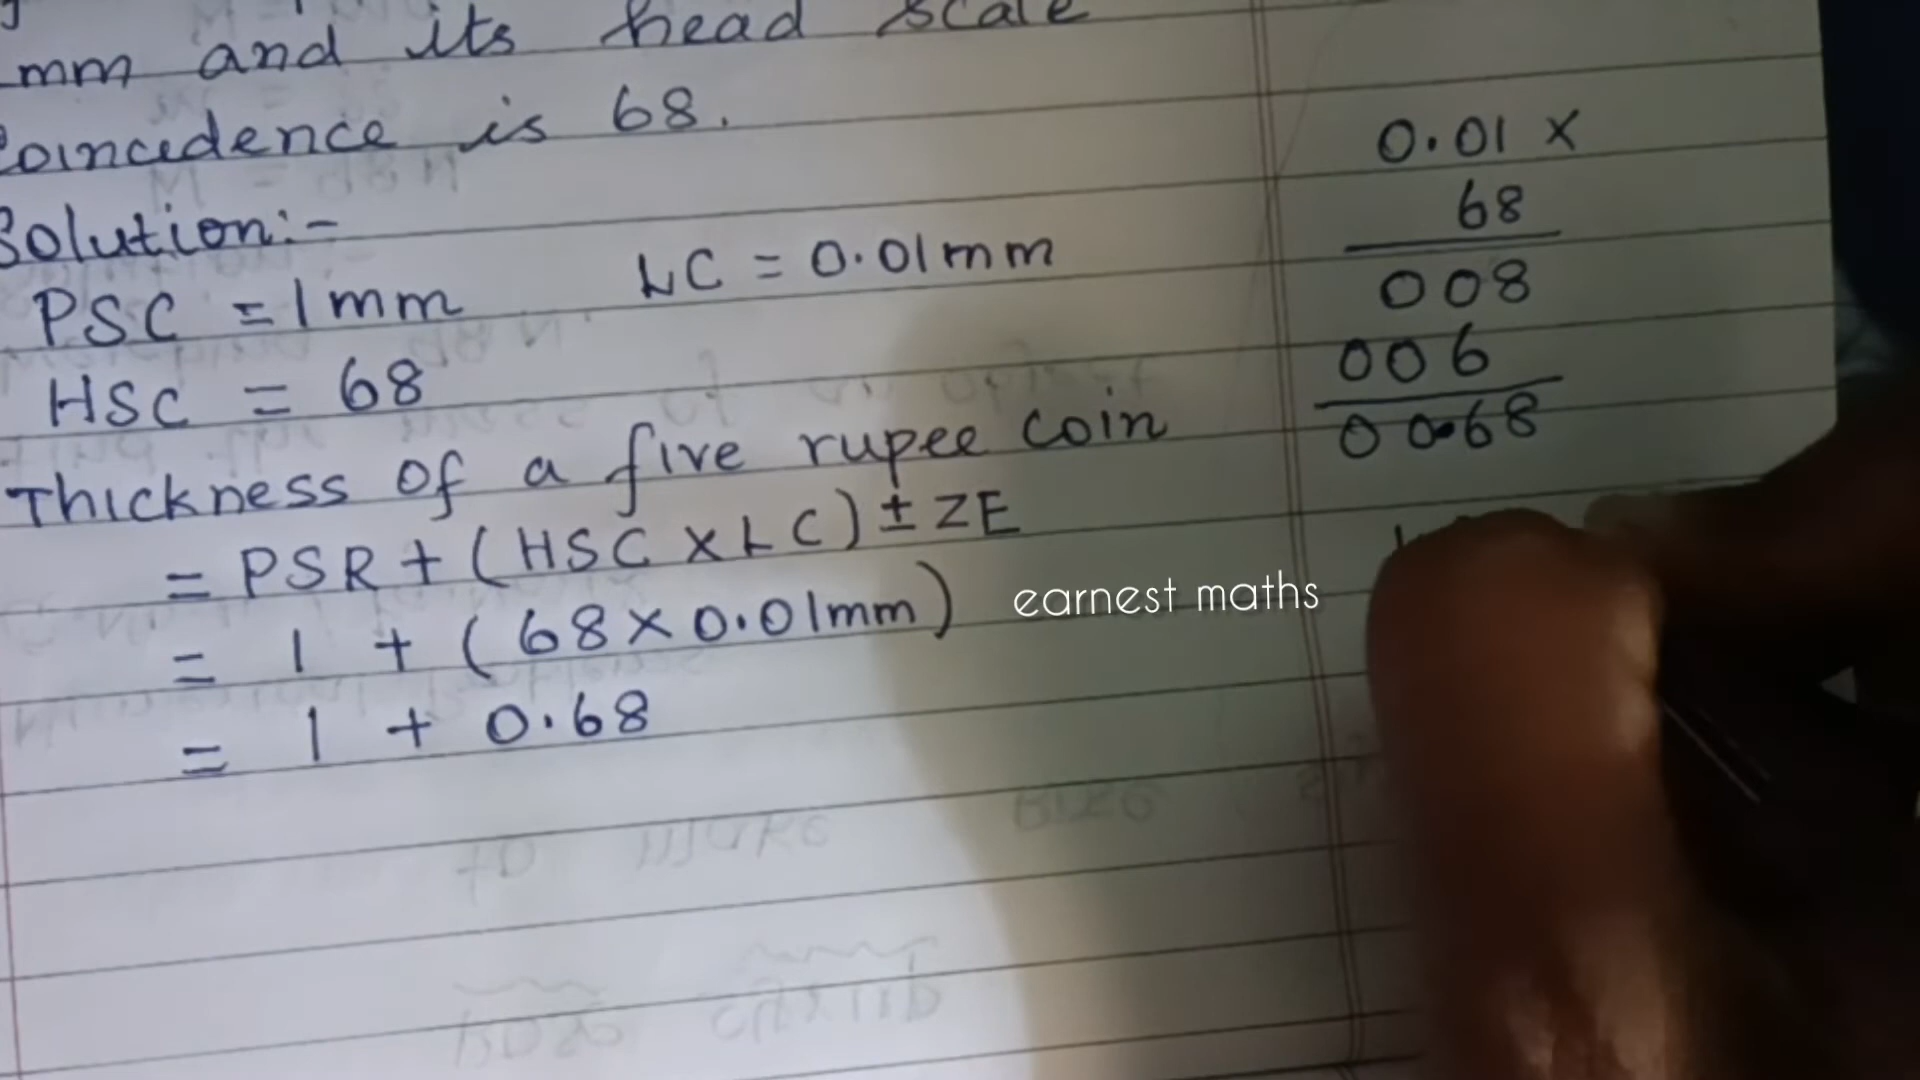 mm and its head scale
Coincidence is 68.
Solution:-
PSC = 1mm LC = 0.01mm
HSC = 68
Thickness of a five rupee coin
= PSR + (HSC X LC) ± ZE
= 1 + (68 X 0.01mm)
= 1 + 0.68
earnest maths
0.01 x
68
008
006
00.68